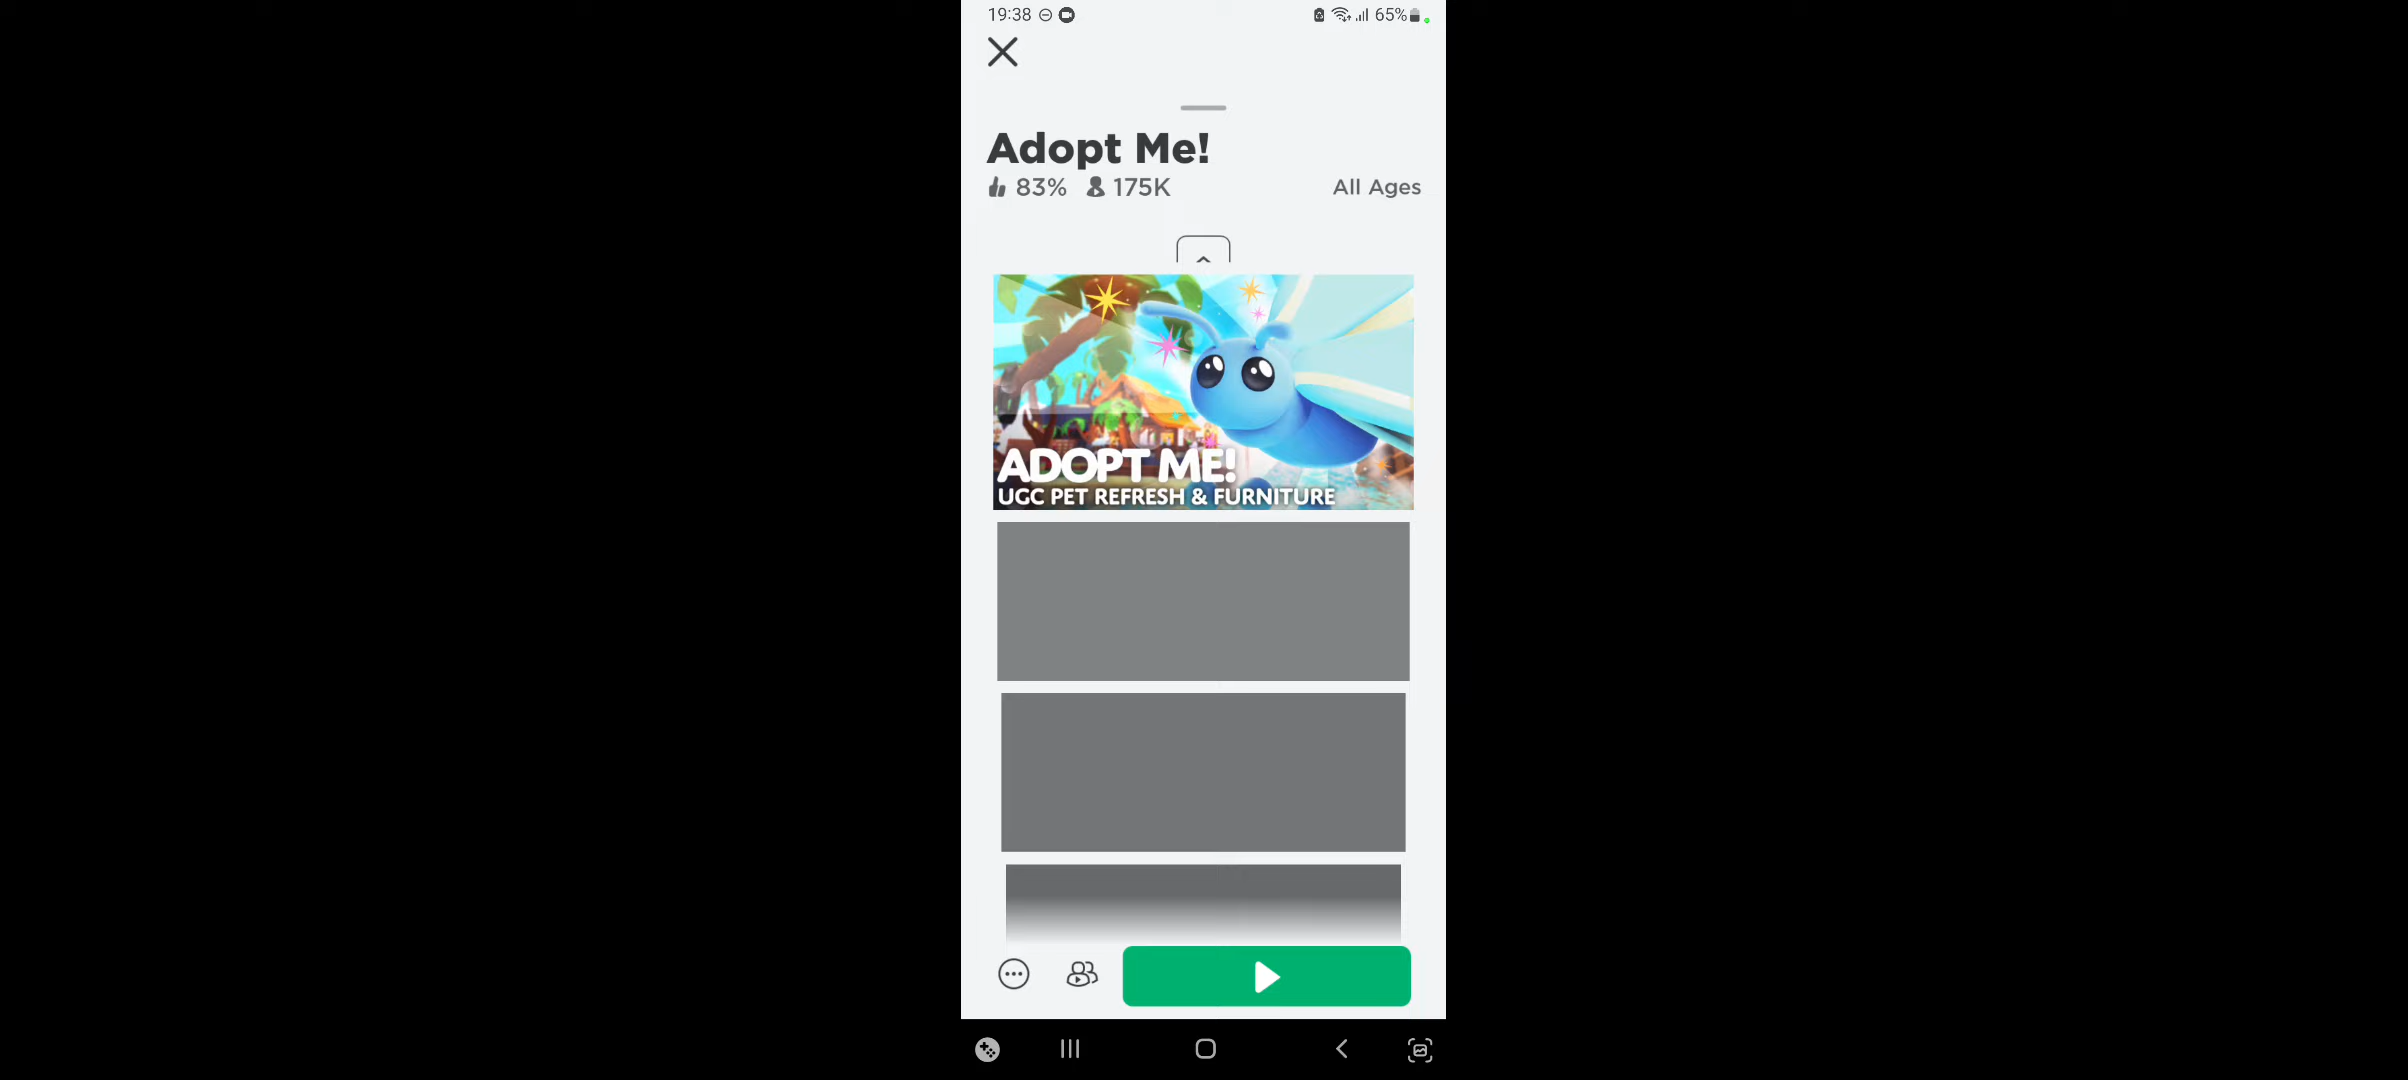 19:38
65%
Adopt Me!
83% 175K
All Ages
ADOPT ME!
UGC PET REFRESH & FURNITURE